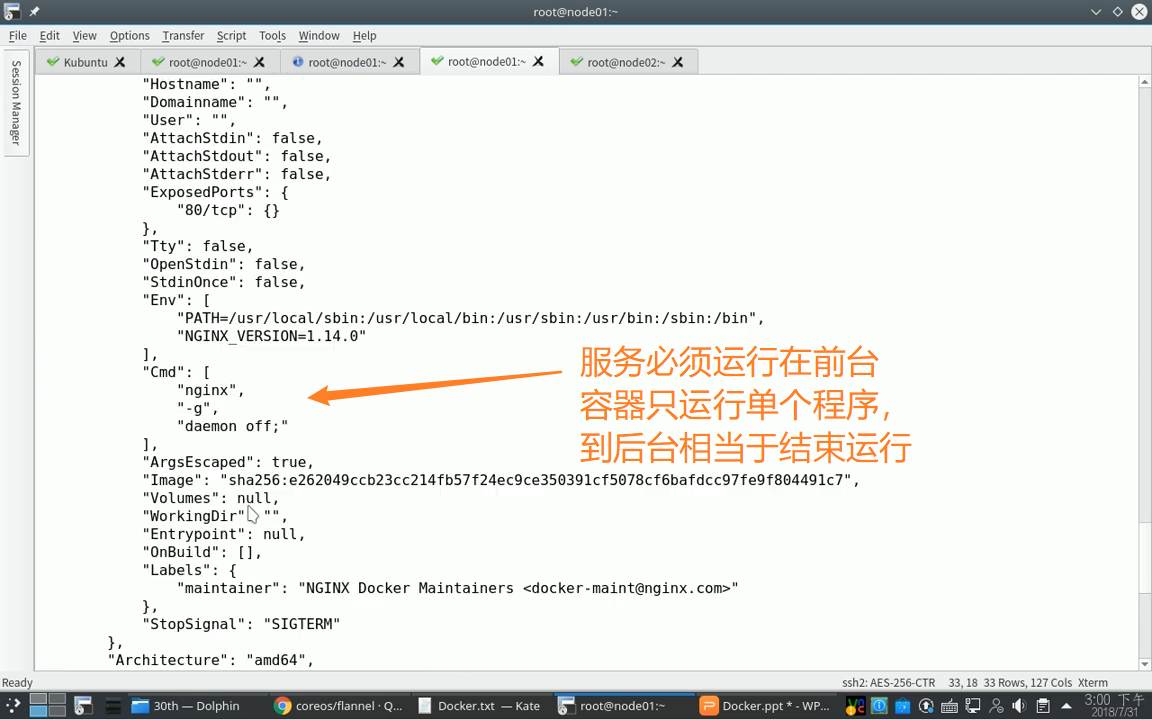 root@node01:~
File Edit View Options Transfer Script Tools Window Help
Session Manager
Kubuntu root@node01:~ root@node01:~ root@node01:~ root@node02:~
"Hostname": "",
"Domainname": "",
"User": "",
"AttachStdin": false,
"AttachStdout": false,
"AttachStderr": false,
"ExposedPorts": {
"80/tcp": {}
},
"Tty": false,
"OpenStdin": false,
"StdinOnce": false,
"Env": [
"PATH=/usr/local/sbin:/usr/local/bin:/usr/sbin:/usr/bin:/sbin:/bin",
"NGINX_VERSION=1.14.0"
],
"Cmd": [
"nginx",
"-g",
"daemon off;"
],
服务必须运行在前台
容器只运行单个程序，
到后台相当于结束运行
"ArgsEscaped": true,
"Image": "sha256:e262049ccb23cc214fb57f24ec9ce350391cf5078cf6bafdcc97fe9f804491c7",
"Volumes": null,
"WorkingDir": "",
"Entrypoint": null,
"OnBuild": [],
"Labels": {
"maintainer": "NGINX Docker Maintainers <docker-maint@nginx.com>"
},
"StopSignal": "SIGTERM"
},
"Architecture": "amd64",
Ready ssh2: AES-256-CTR 33, 18 33 Rows, 127 Cols Xterm
30th — Dolphin coreos/flannel · Q... Docker.txt — Kate root@node01:~ Docker.ppt * - WP... 3:00 下午
2018/7/31